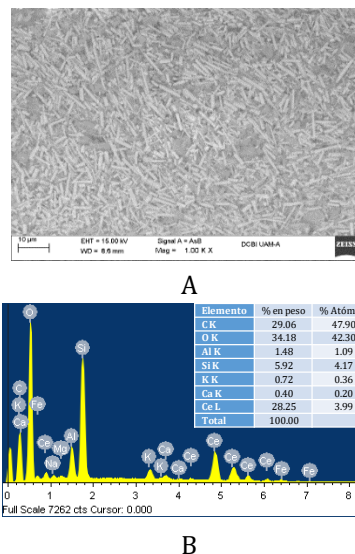 10 µm
EHT = 15.00 kV
WD = 8.6 mm
Signal A = AsB
Mag = 1.00 K X
DCBI UAM-A
ZEISS
A
Elemento % en peso % Atóm
C K 29.06 47.90
O K 34.18 42.30
Al K 1.48 1.09
Si K 5.92 4.17
K K 0.72 0.36
Ca K 0.40 0.20
Ce L 28.25 3.99
Total 100.00
O
Si
C
K
Fe
Ca
Ce
Mg
Na
Al
K
Ca
K
Ca
Ce
Ce
Ce
Ce
Ce
Fe
Fe
0 1 2 3 4 5 6 7 8
Full Scale 7262 cts Cursor: 0.000
B